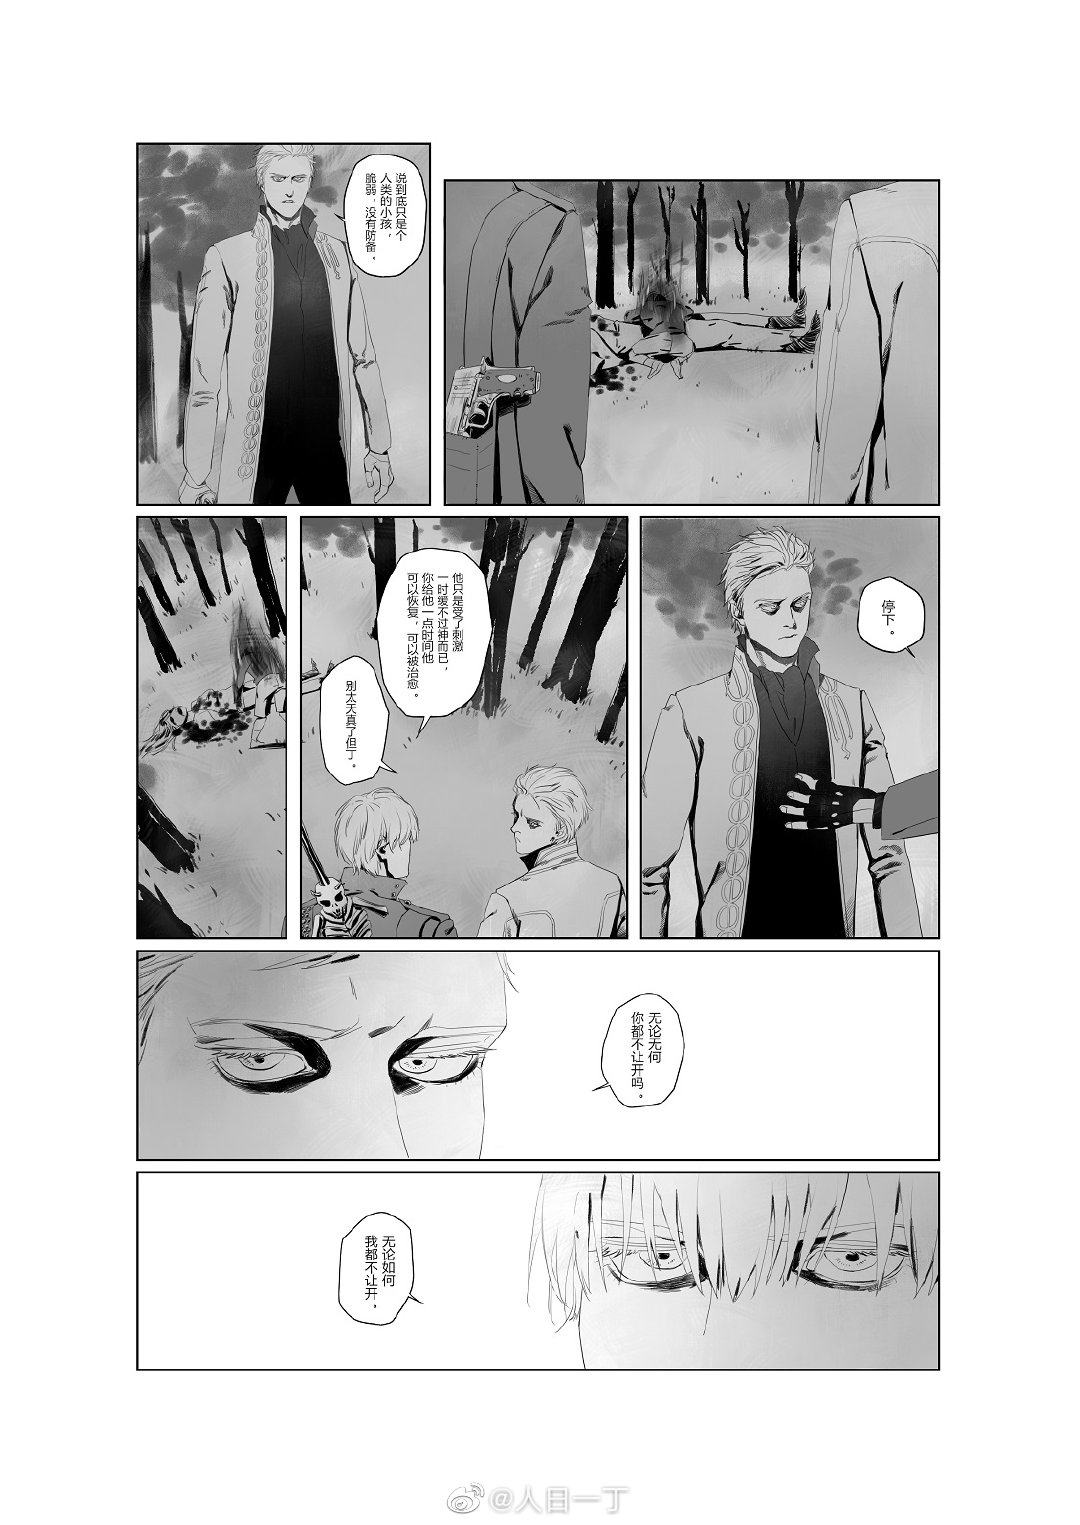 说到底只是个
人类的小孩，
脆弱，没有防备。
他只是受了刺激
一时缓不过神而已，
你给他一点时间他
可以恢复，可以被治愈。
别太天真了但丁。
停下。
无论无何
你都不让开吗。
无论如何
我都不让开，
@人日一丁